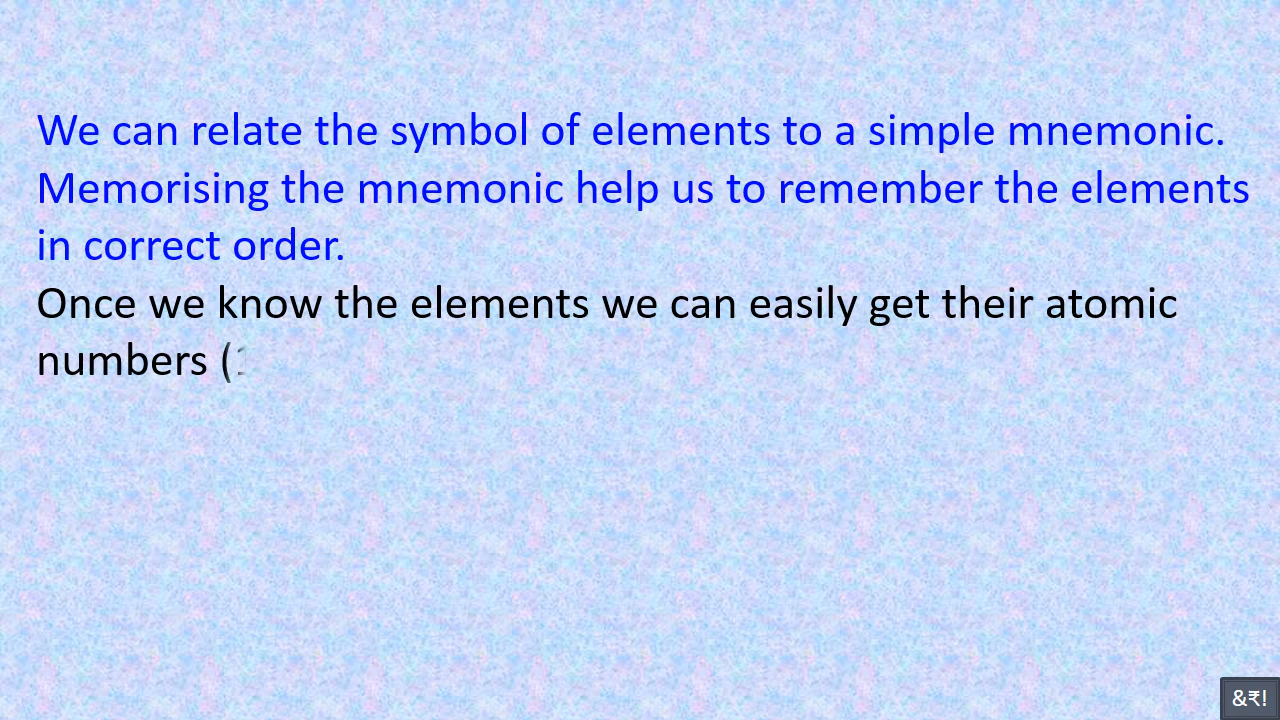 We can relate the symbol of elements to a simple mnemonic.
Memorising the mnemonic help us to remember the elements
in correct order.
Once we know the elements we can easily get their atomic
numbers (
&₹!